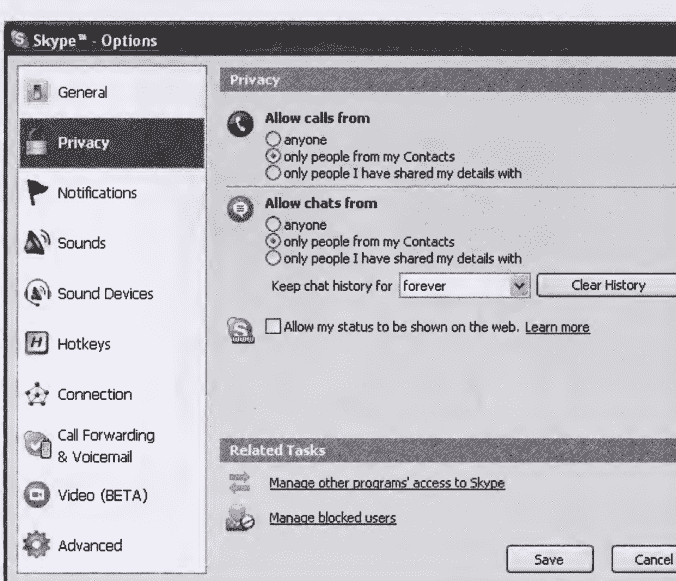 Skype™ - Options
General
Privacy
Notifications
Sounds
Sound Devices
Hotkeys
Connection
Call Forwarding
& Voicemail
Video (BETA)
Advanced
Privacy
Allow calls from
anyone
only people from my Contacts
only people I have shared my details with
Allow chats from
anyone
only people from my Contacts
only people I have shared my details with
Keep chat history for forever Clear History
Allow my status to be shown on the web. Learn more
Related Tasks
Manage other programs' access to Skype
Manage blocked users
Save Cancel